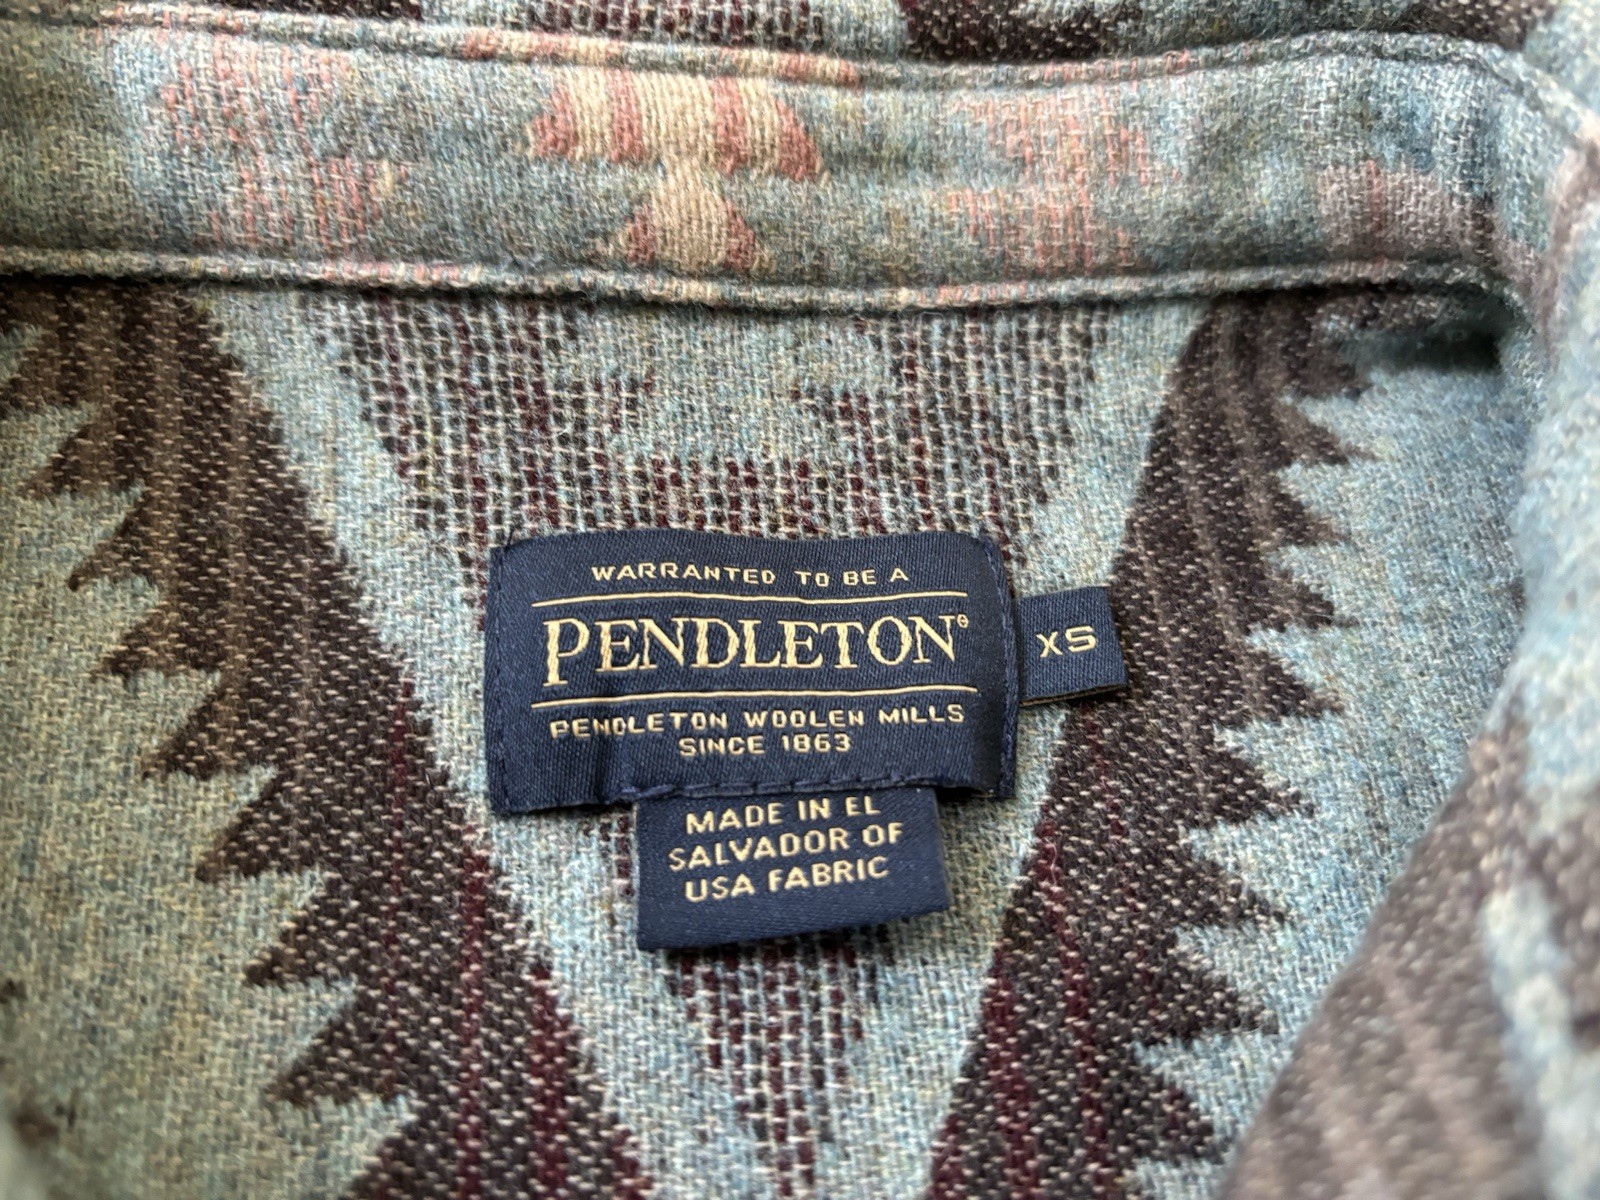 WARRANTED TO BE A
PENDLETON®
XS
PENDLETON WOOLEN MILLS
SINCE 1863
MADE IN EL
SALVADOR OF
USA FABRIC